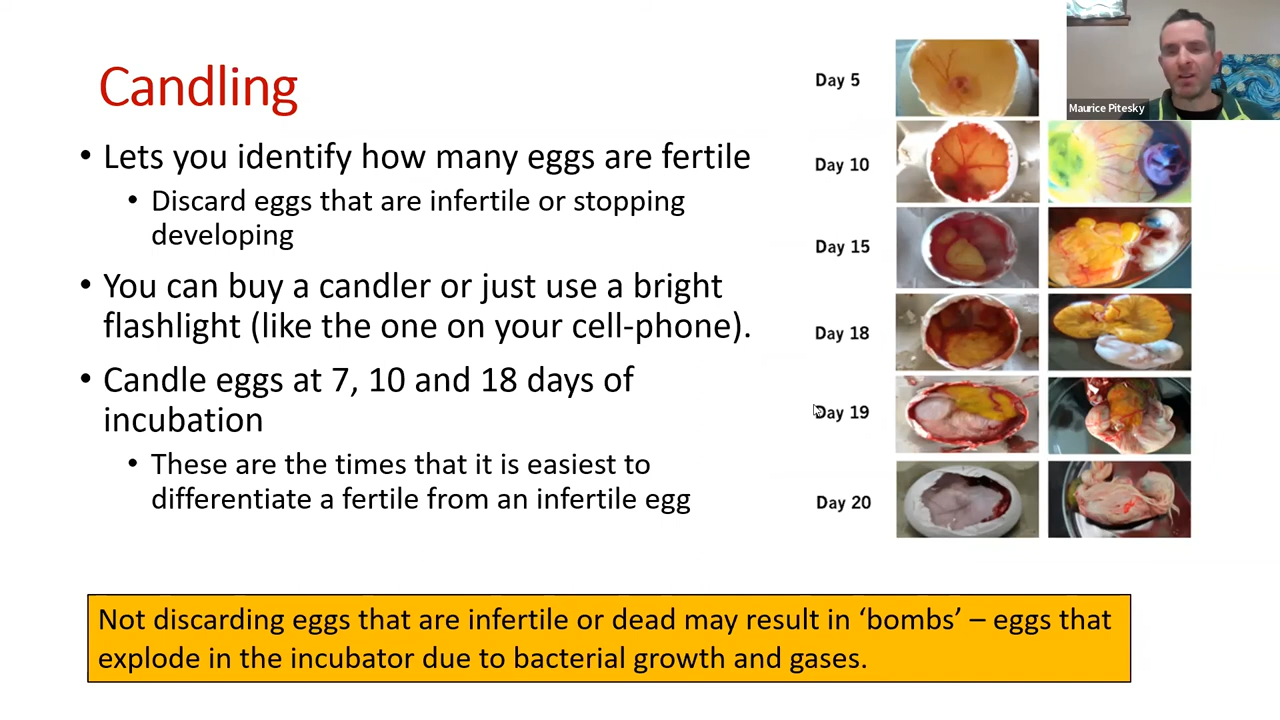 Candling
• Lets you identify how many eggs are fertile
• Discard eggs that are infertile or stopping
developing
• You can buy a candler or just use a bright
flashlight (like the one on your cell-phone).
• Candle eggs at 7, 10 and 18 days of
incubation
• These are the times that it is easiest to
differentiate a fertile from an infertile egg
Day 5
Day 10
Day 15
Day 18
Day 19
Day 20
Maurice Pitesky
Not discarding eggs that are infertile or dead may result in ‘bombs’ – eggs that
explode in the incubator due to bacterial growth and gases.